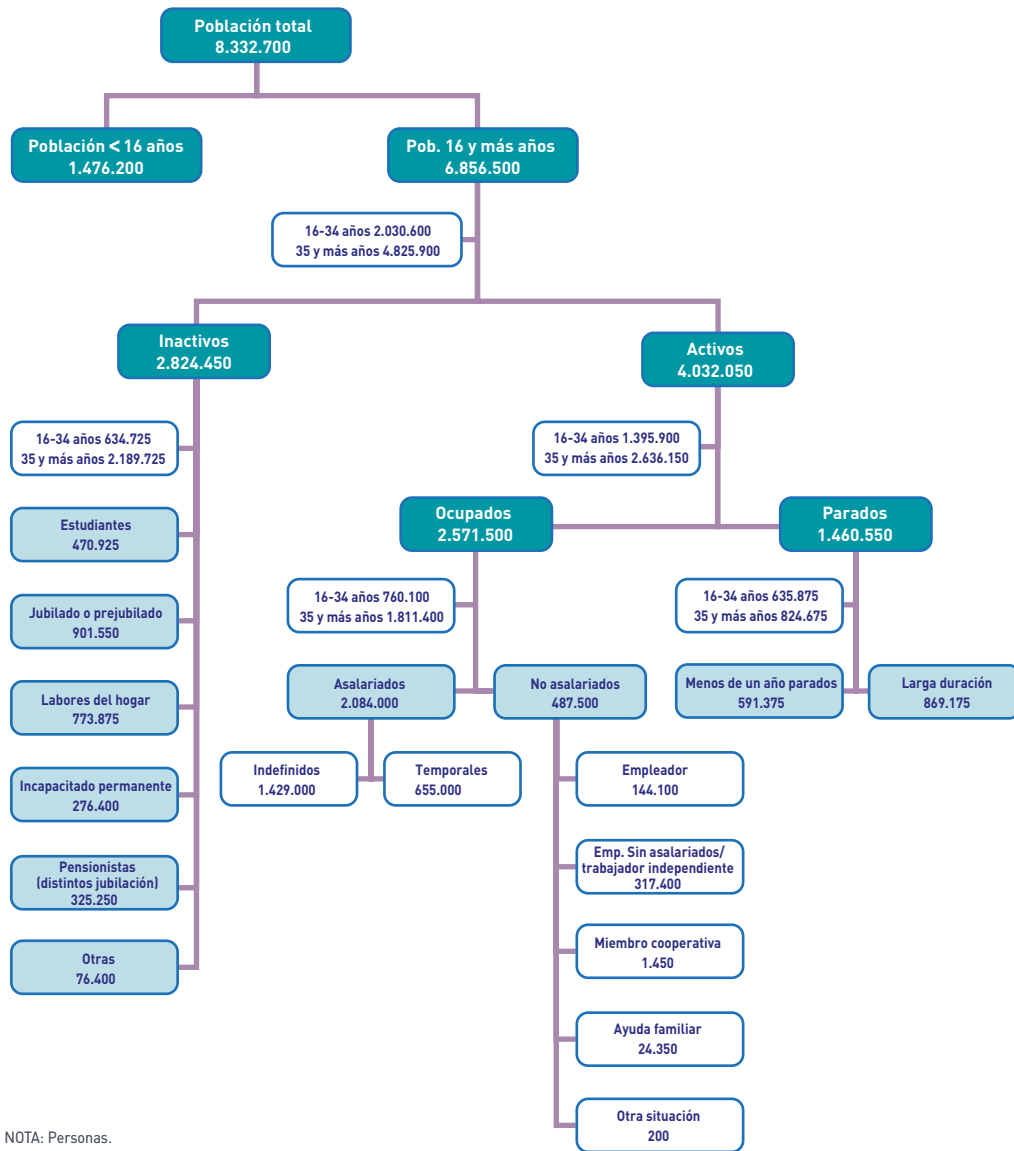 Población total
8.332.700
Población < 16 años
1.476.200
Pob. 16 y más años
6.856.500
16-34 años 2.030.600
35 y más años 4.825.900
Inactivos
2.824.450
Activos
4.032.050
16-34 años 634.725
35 y más años 2.189.725
16-34 años 1.395.900
35 y más años 2.636.150
Estudiantes
470.925
Ocupados
2.571.500
Parados
1.460.550
Jubilado o prejubilado
901.550
16-34 años 760.100
35 y más años 1.811.400
16-34 años 635.875
35 y más años 824.675
Labores del hogar
773.875
Asalariados
2.084.000
No asalariados
487.500
Menos de un año parados
591.375
Larga duración
869.175
Incapacitado permanente
276.400
Indefinidos
1.429.000
Temporales
655.000
Empleador
144.100
Pensionistas
(distintos jubilación)
325.250
Emp. Sin asalariados/
trabajador independiente
317.400
Otras
76.400
Miembro cooperativa
1.450
Ayuda familiar
24.350
Otra situación
200
NOTA: Personas.